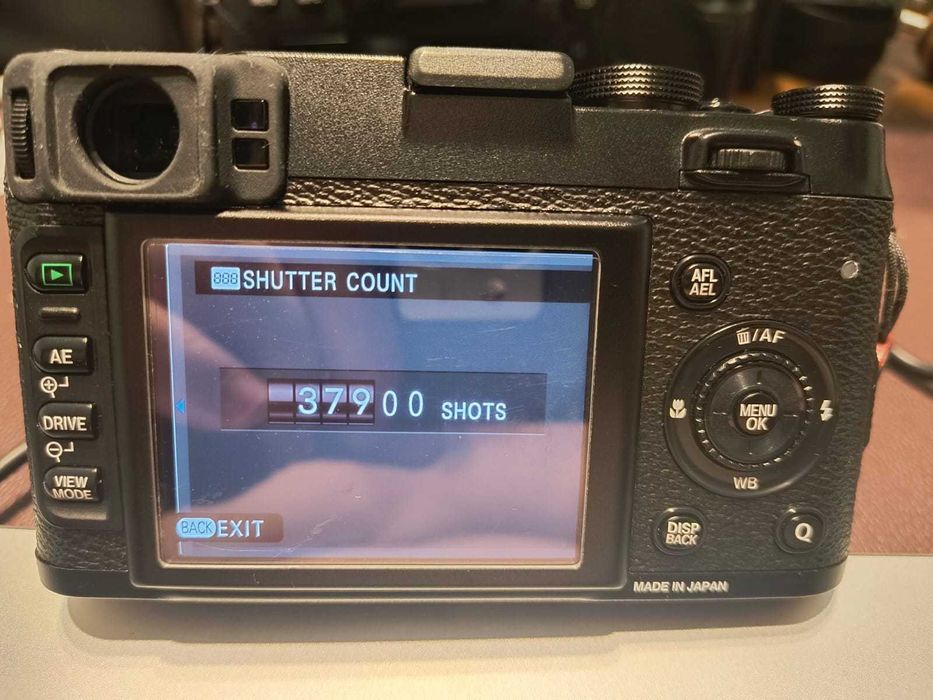 888 SHUTTER COUNT
37900 SHOTS
BACK EXIT
AE
DRIVE
VIEW
MODE
AFL
AEL
/AF
MENU
OK
WB
DISP
BACK
Q
MADE IN JAPAN